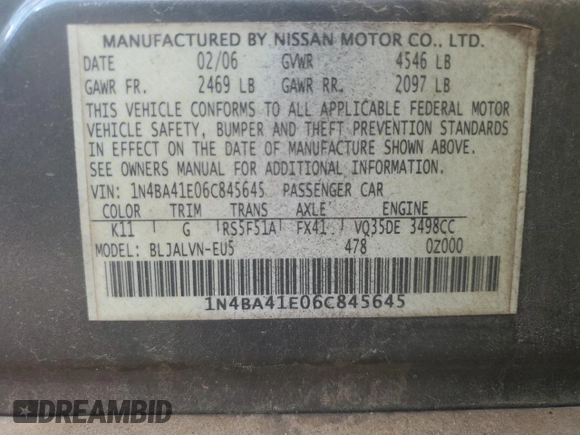 MANUFACTURED BY NISSAN MOTOR CO., LTD.
DATE 02/06 GVWR 4546 LB
GAWR FR. 2469 LB GAWR RR. 2097 LB
THIS VEHICLE CONFORMS TO ALL APPLICABLE FEDERAL MOTOR
VEHICLE SAFETY, BUMPER AND THEFT PREVENTION STANDARDS
IN EFFECT ON THE DATE OF MANUFACTURE SHOWN ABOVE.
SEE OWNERS MANUAL FOR ADDITIONAL INFORMATION.
VIN: 1N4BA41E06C845645 PASSENGER CAR
COLOR TRIM TRANS AXLE ENGINE
K11 G RS5F51A FX41 VQ35DE 3498CC
MODEL: BLJALVN-EU5 478 0Z000
1N4BA41E06C845645
DREAMBID